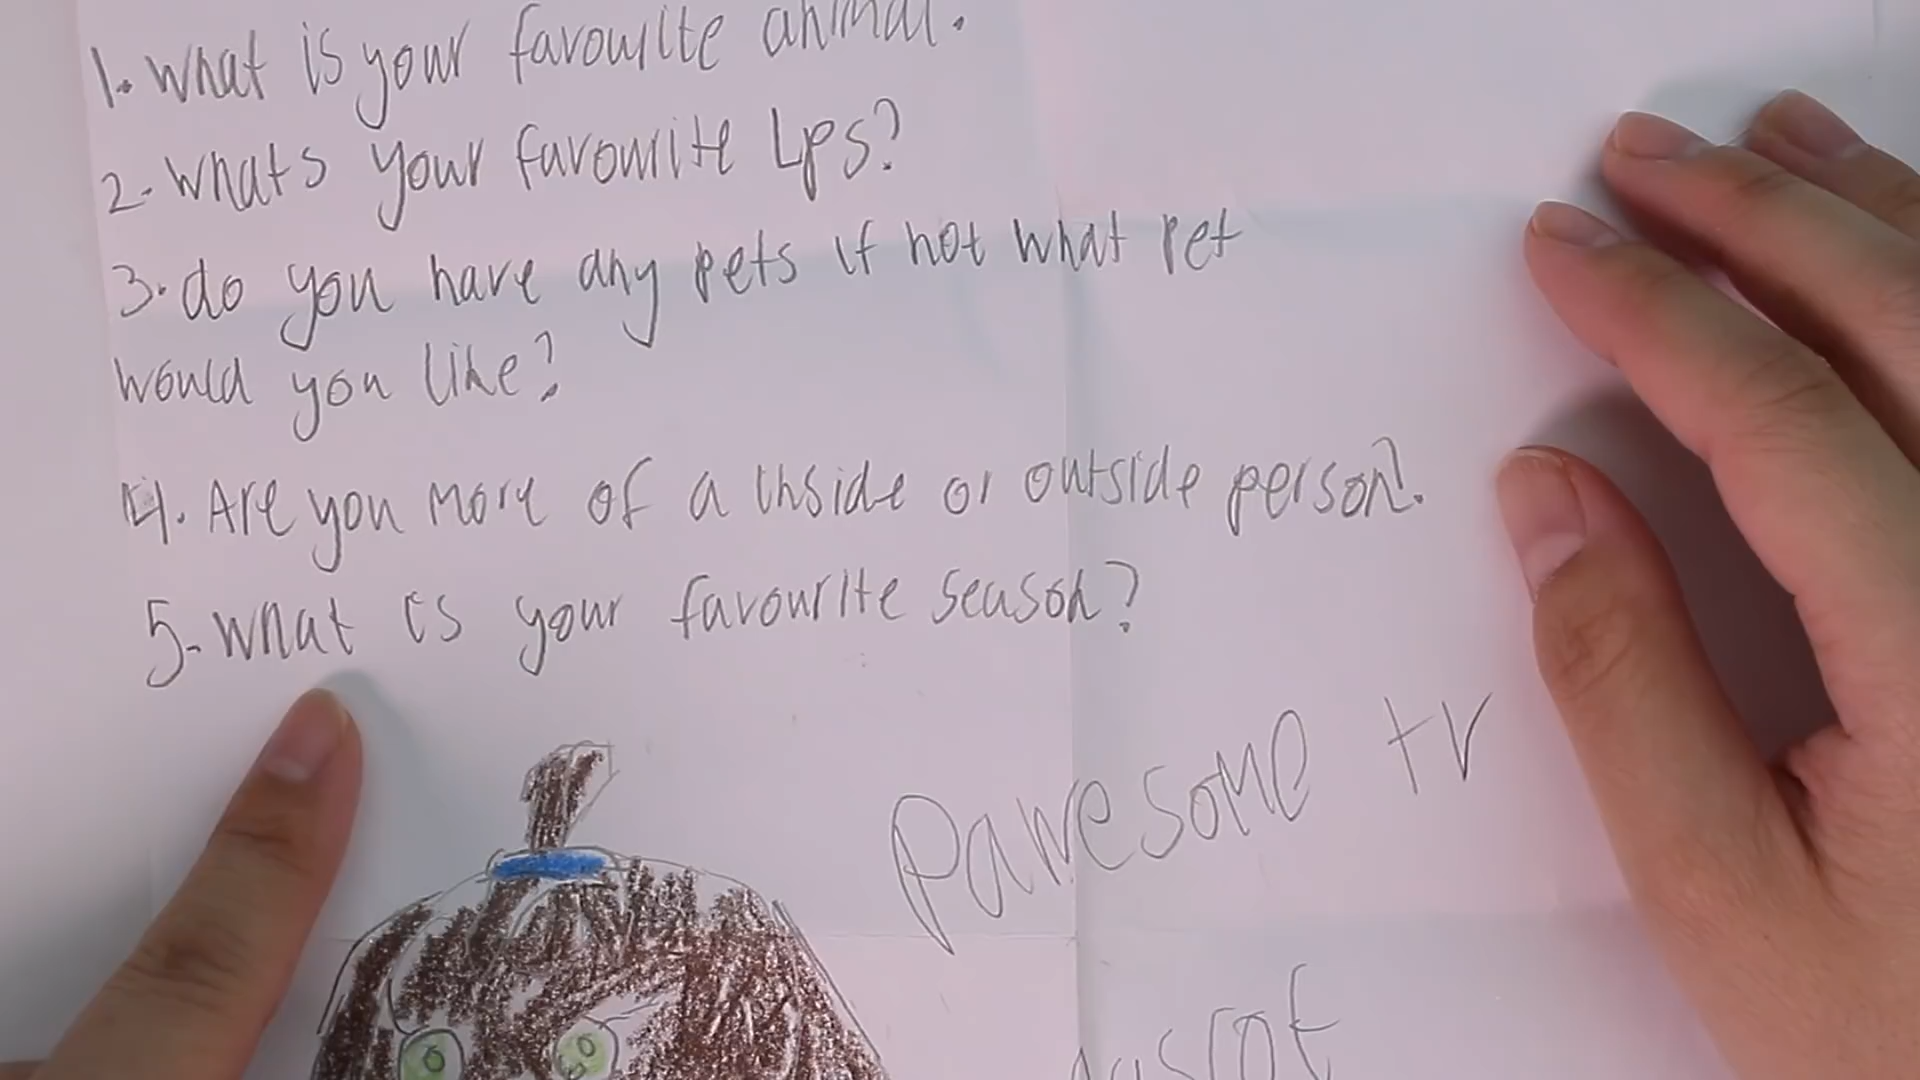 1. What is your favourite animal.
2. Whats your favourite Lps?
3. do you have any pets if not what pet
would you like?
4. Are you more of a inside or outside person?
5. What is your favourite season?
Pawesome tv